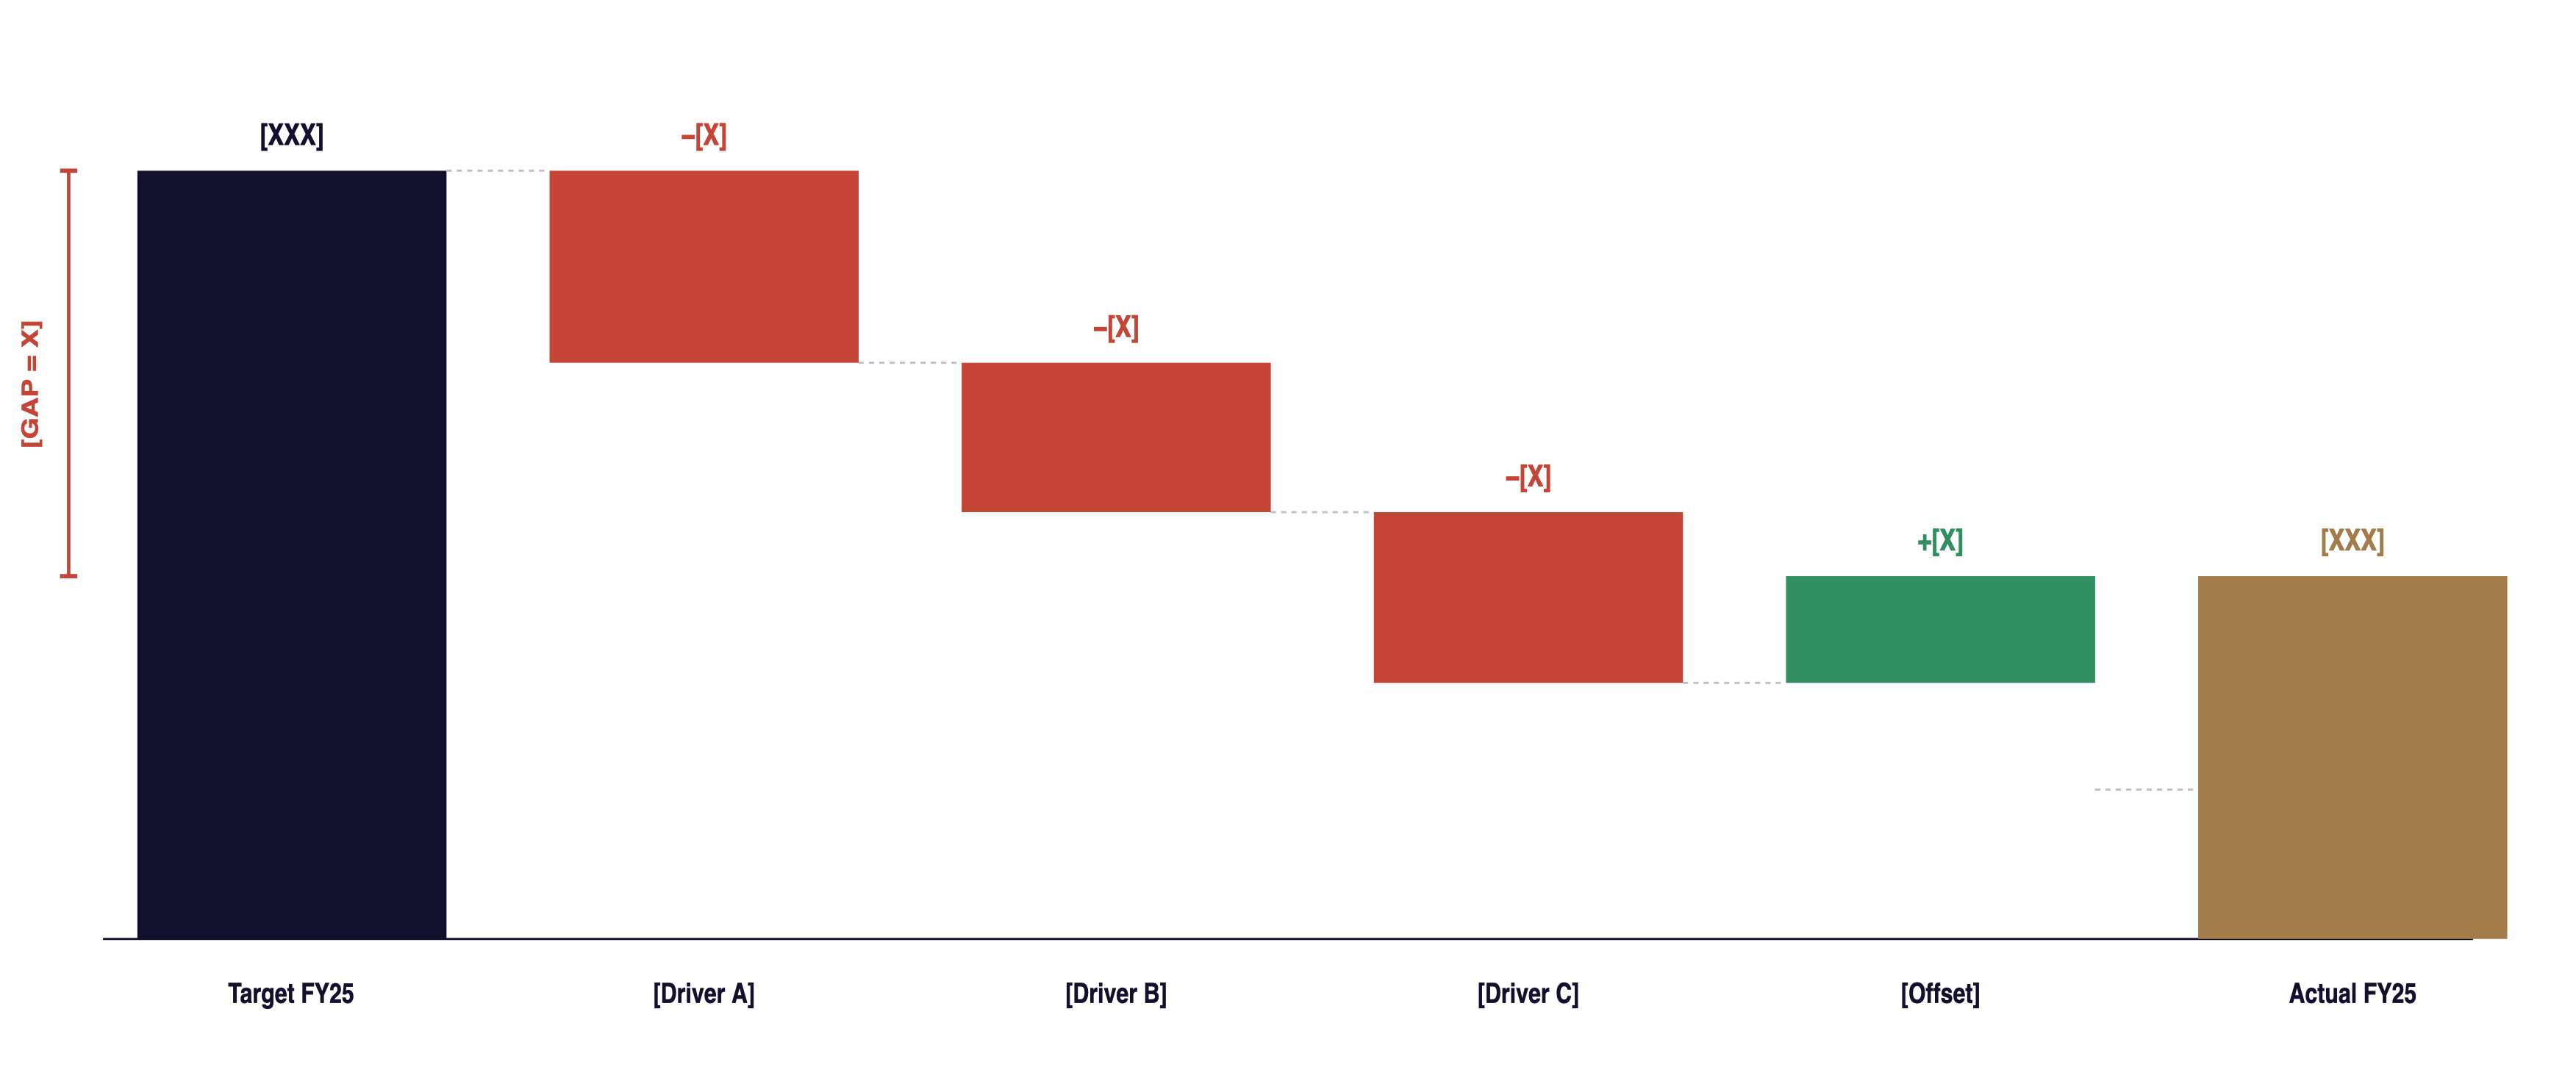 [XXX]
–[X]
–[X]
–[X]
+[X]
[XXX]
[GAP = X]
Target FY25
[Driver A]
[Driver B]
[Driver C]
[Offset]
Actual FY25